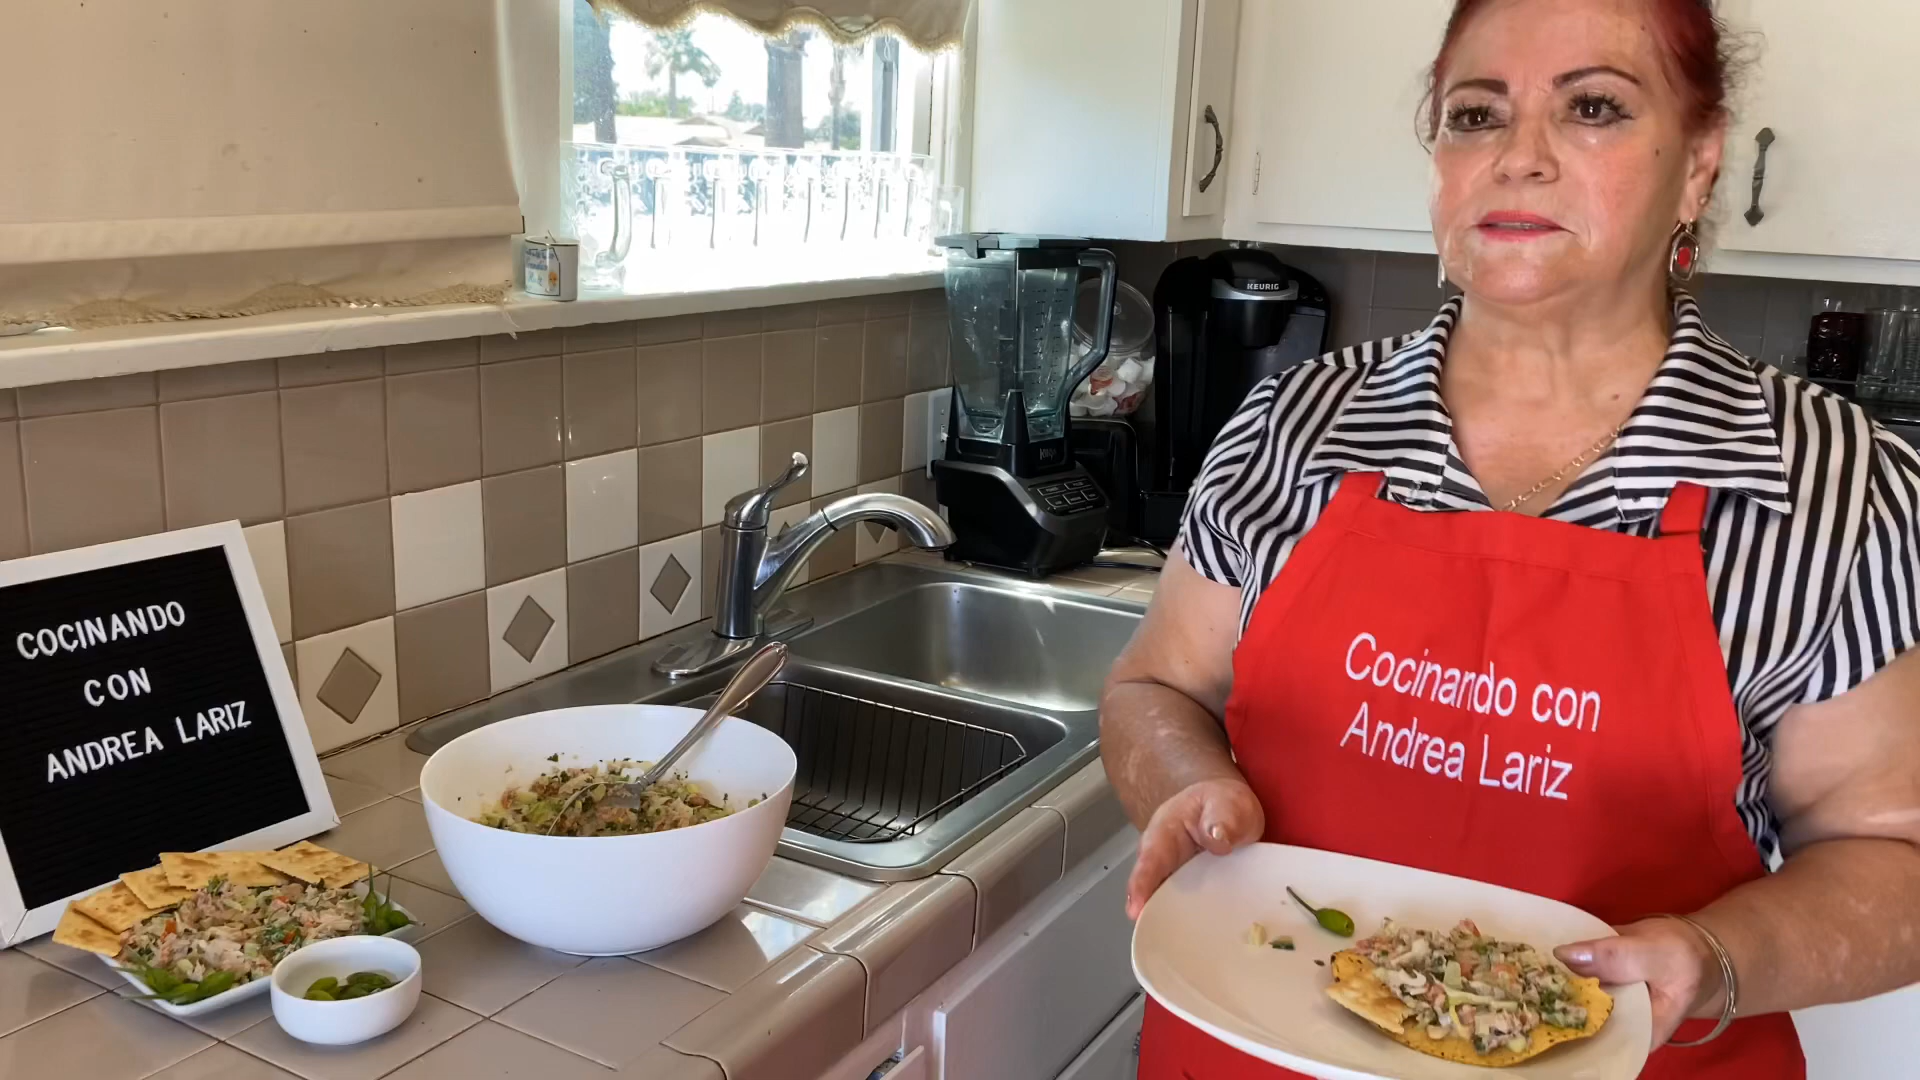 COCINANDO
CON
ANDREA LARIZ
KEURIG
Cocinando con
Andrea Lariz